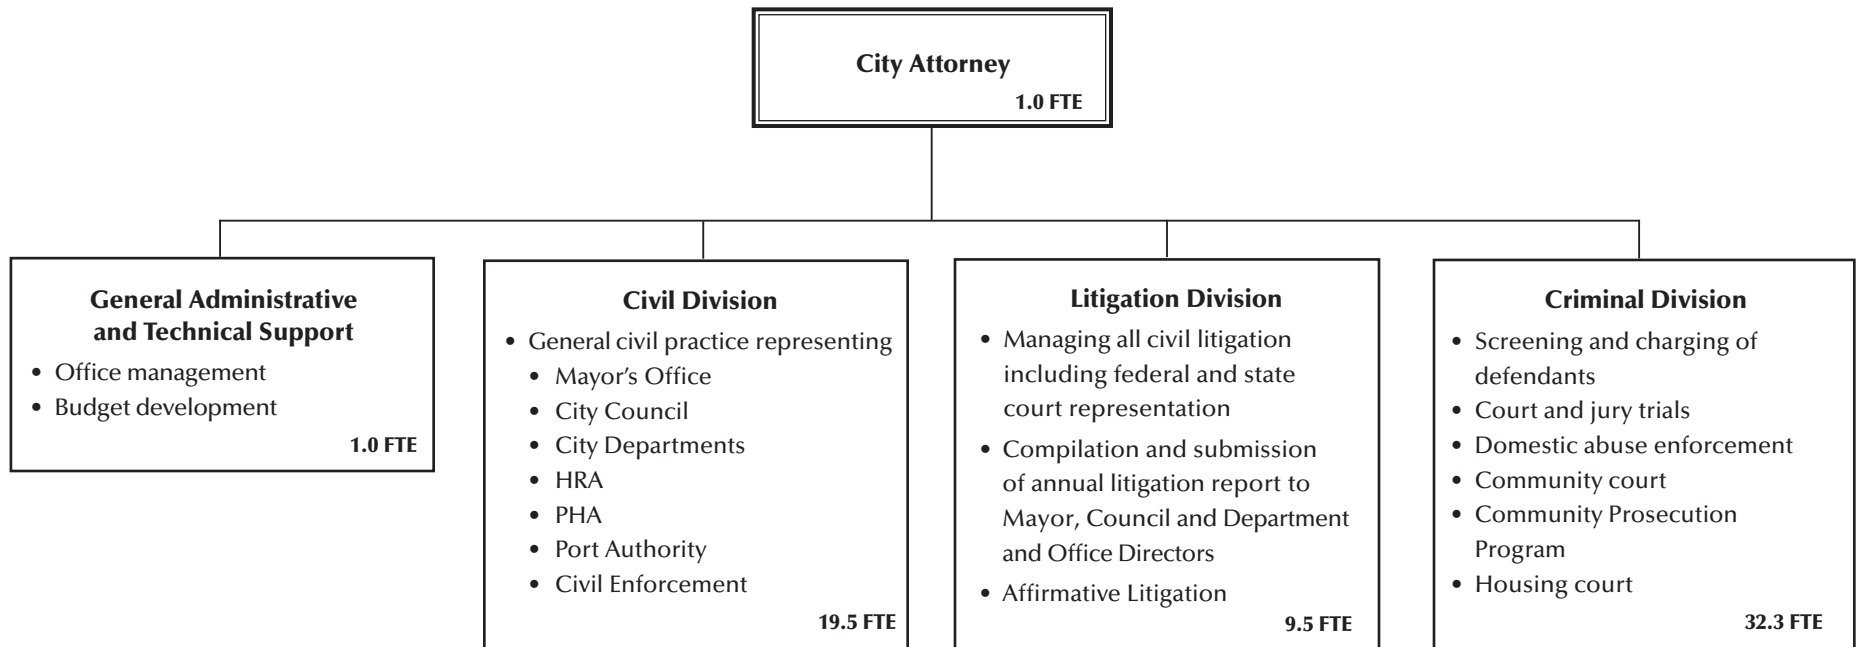 City Attorney
1.0 FTE
General Administrative
and Technical Support
• Office management
• Budget development
1.0 FTE
Civil Division
• General civil practice representing
• Mayor’s Office
• City Council
• City Departments
• HRA
• PHA
• Port Authority
• Civil Enforcement
19.5 FTE
Litigation Division
• Managing all civil litigation
including federal and state
court representation
• Compilation and submission
of annual litigation report to
Mayor, Council and Department
and Office Directors
• Affirmative Litigation
9.5 FTE
Criminal Division
• Screening and charging of
defendants
• Court and jury trials
• Domestic abuse enforcement
• Community court
• Community Prosecution
Program
• Housing court
32.3 FTE